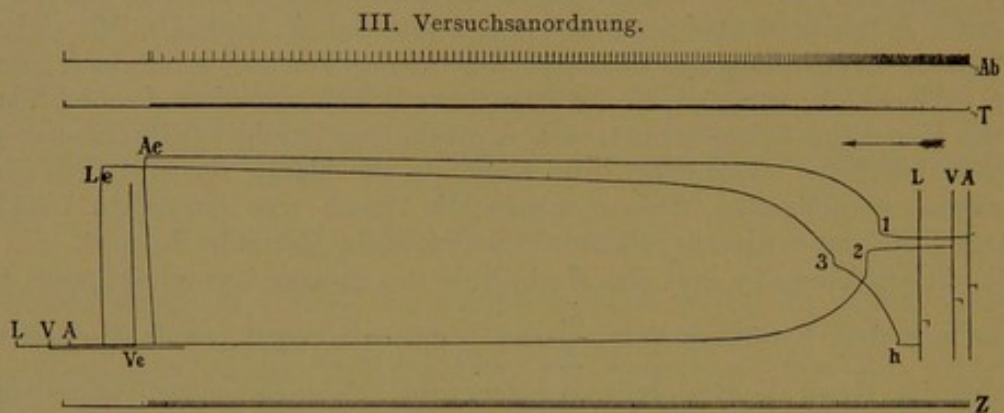 III. Versuchsanordnung.
Ab
T
Ae
Le
L V A
1
2
3
L V A
Ve
h
Z